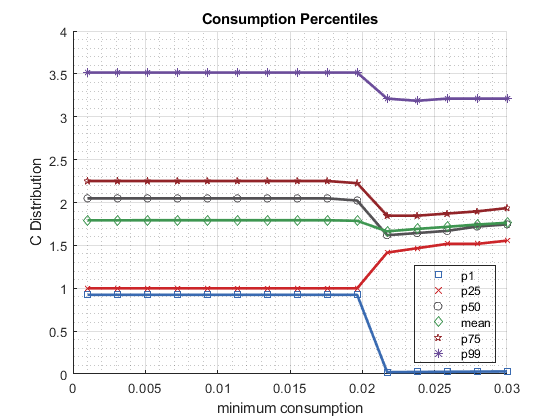 Consumption Percentiles
4
3.5
3
2.5
2
1.5
1
0.5
0
C Distribution
0
0.005
0.01
0.015
0.02
0.025
0.03
minimum consumption
p1
p25
p50
mean
p75
p99